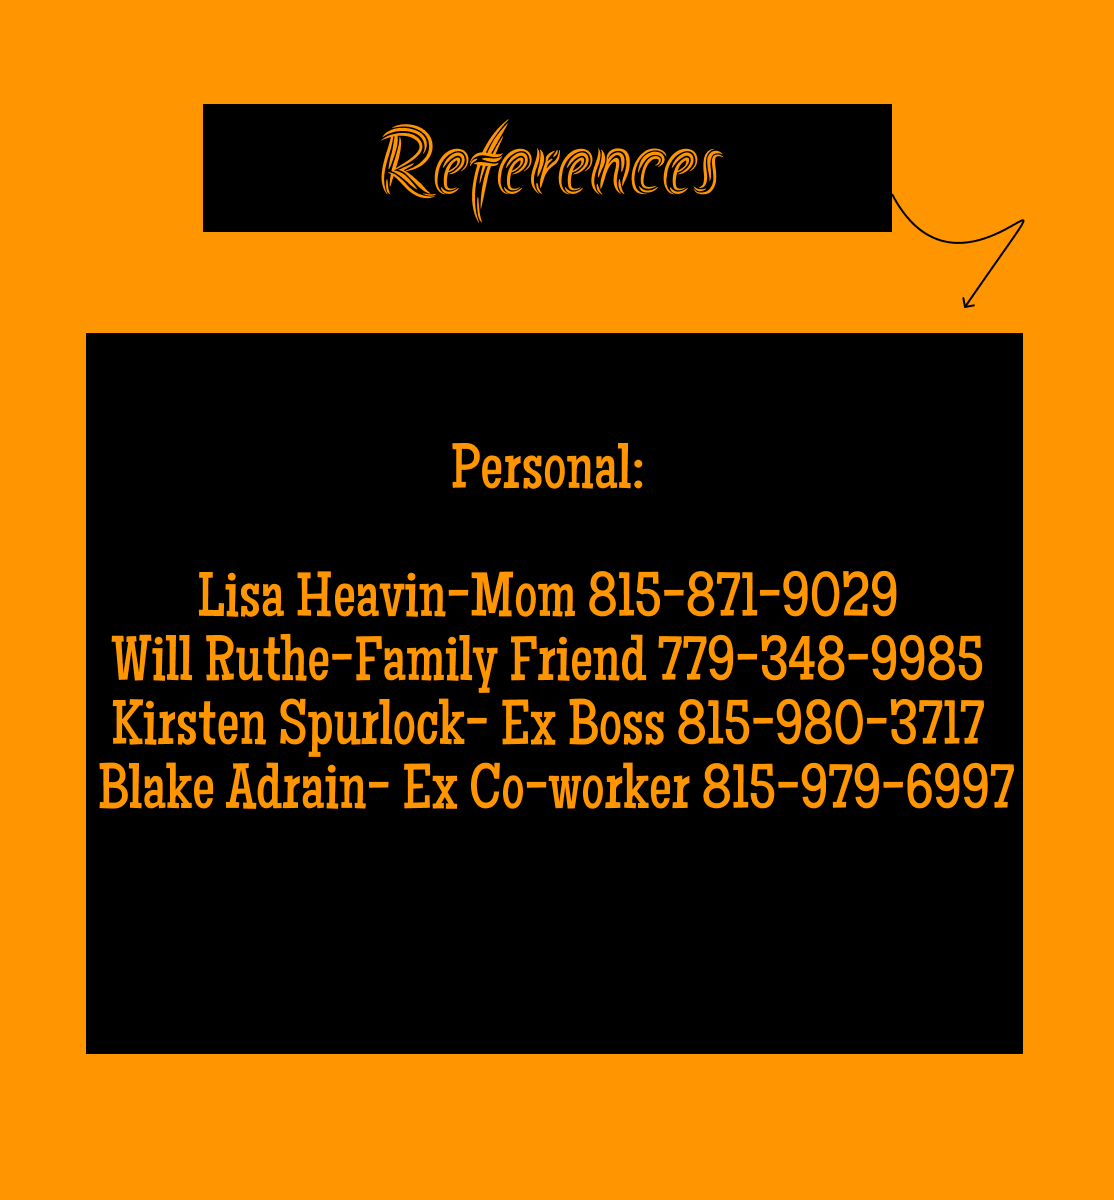 References
Personal:
Lisa Heavin-Mom 815-871-9029
Will Ruthe-Family Friend 779-348-9985
Kirsten Spurlock- Ex Boss 815-980-3717
Blake Adrain- Ex Co-worker 815-979-6997